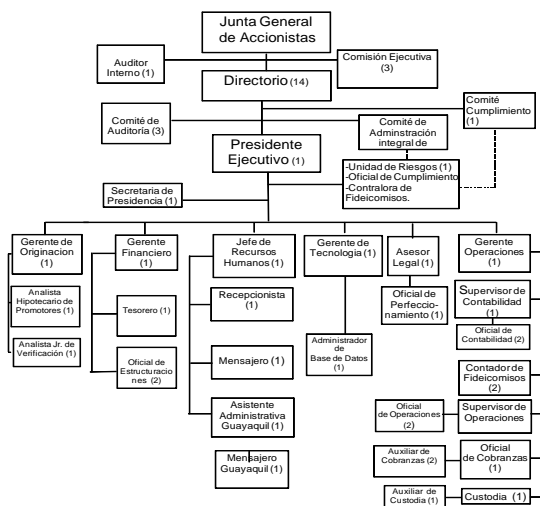 Junta General
de Accionistas
Auditor
Interno (1)
Comisión Ejecutiva
(3)
Directorio (14)
Comité
Cumplimiento
(1)
Comité de
Auditoría (3)
Comité de
Adminstración
integral de
Presidente
Ejecutivo (1)
-Unidad de Riesgos (1)
-Oficial de Cumplimiento
-Contralora de
Fideicomisos.
Secretaria de
Presidencia (1)
Gerente de
Originacion
(1)
Gerente
Financiero
(1)
Jefe de
Recursos
Humanos (1)
Gerente de
Tecnologia (1)
Asesor
Legal (1)
Gerente
Operaciones
(1)
Analista
Hipotecario de
Promotores (1)
Analista Jr. de
Verificación (1)
Tesorero (1)
Oficial de
Estructuracio
nes (2)
Recepcionista
(1)
Mensajero (1)
Asistente
Administrativa
Guayaquil (1)
Mensajero
Guayaquil (1)
Administrador
de
Base de Datos
(1)
Oficial de
Perfeccio-
namiento (1)
Supervisor de
Contabilidad
(1)
Oficial de
Contabilidad (2)
Contador de
Fideicomisos
(2)
Oficial
de Operaciones
(2)
Supervisor de
Operaciones
Auxiliar de
Cobranzas (2)
Oficial
de Cobranzas
(1)
Auxiliar de
Custodia (1)
Custodia (1)